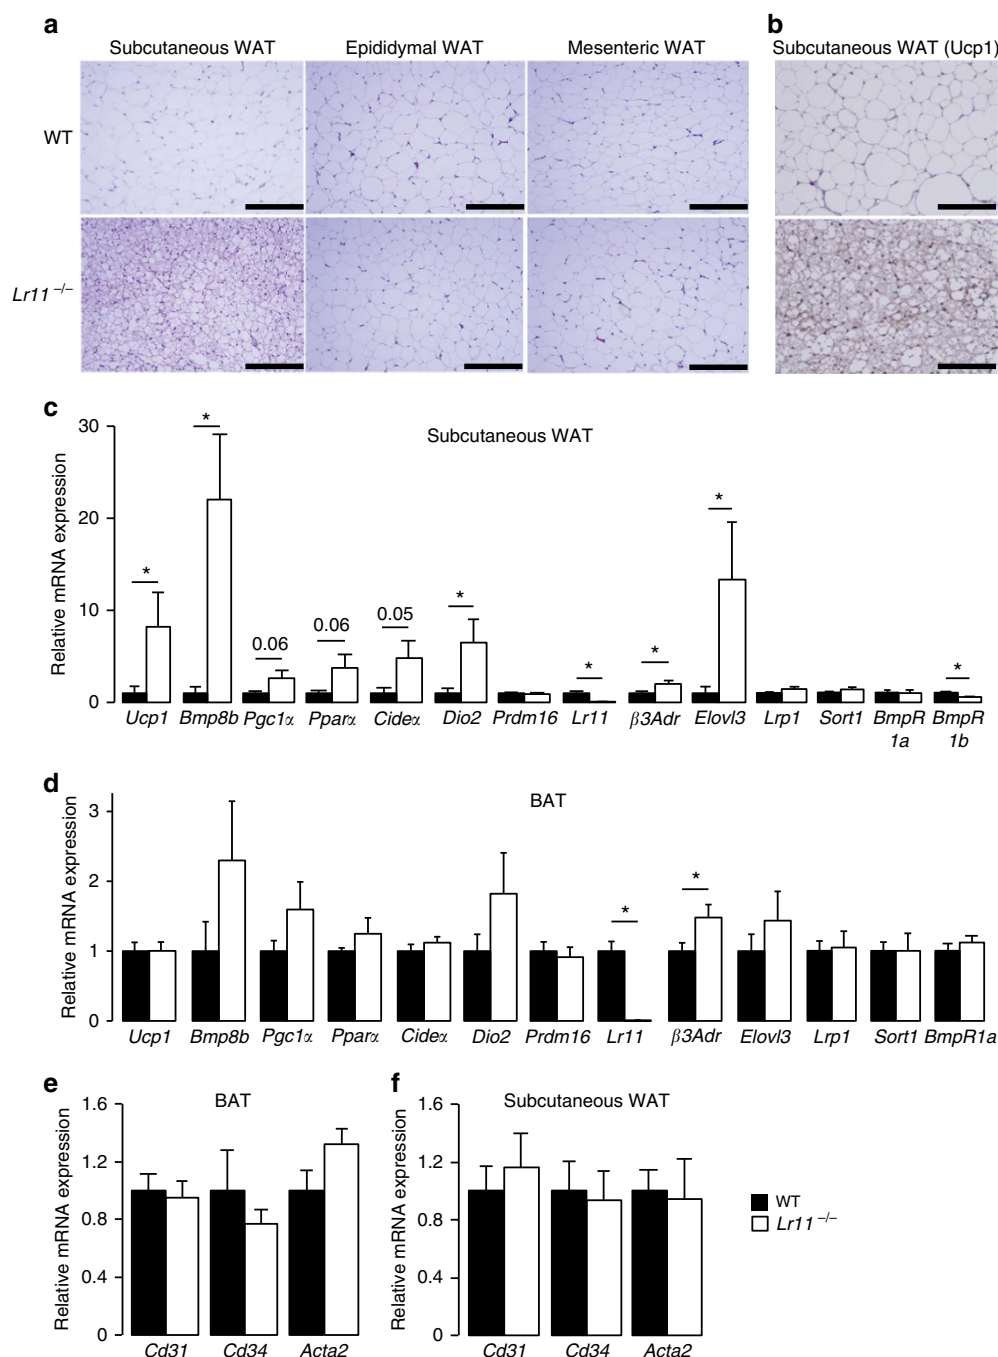 a
Subcutaneous WAT Epididymal WAT Mesenteric WAT
WT
Lr11 −/−
b
Subcutaneous WAT (Ucp1)
c
Subcutaneous WAT
Relative mRNA expression
30
20
10
0
* * 0.06 0.06 0.05 * * * * *
Ucp1 Bmp8b Pgc1α Pparα Cideα Dio2 Prdm16 Lr11 β3Adr Elovl3 Lrp1 Sort1 BmpR BmpR
1a 1b
d
BAT
Relative mRNA expression
3
2
1
0
* *
Ucp1 Bmp8b Pgc1α Pparα Cideα Dio2 Prdm16 Lr11 β3Adr Elovl3 Lrp1 Sort1 BmpR1a
e
BAT
Relative mRNA expression
1.6
1.2
0.8
0.4
0
Cd31 Cd34 Acta2
f
Subcutaneous WAT
Relative mRNA expression
1.6
1.2
0.8
0.4
0
Cd31 Cd34 Acta2
WT
Lr11 −/−